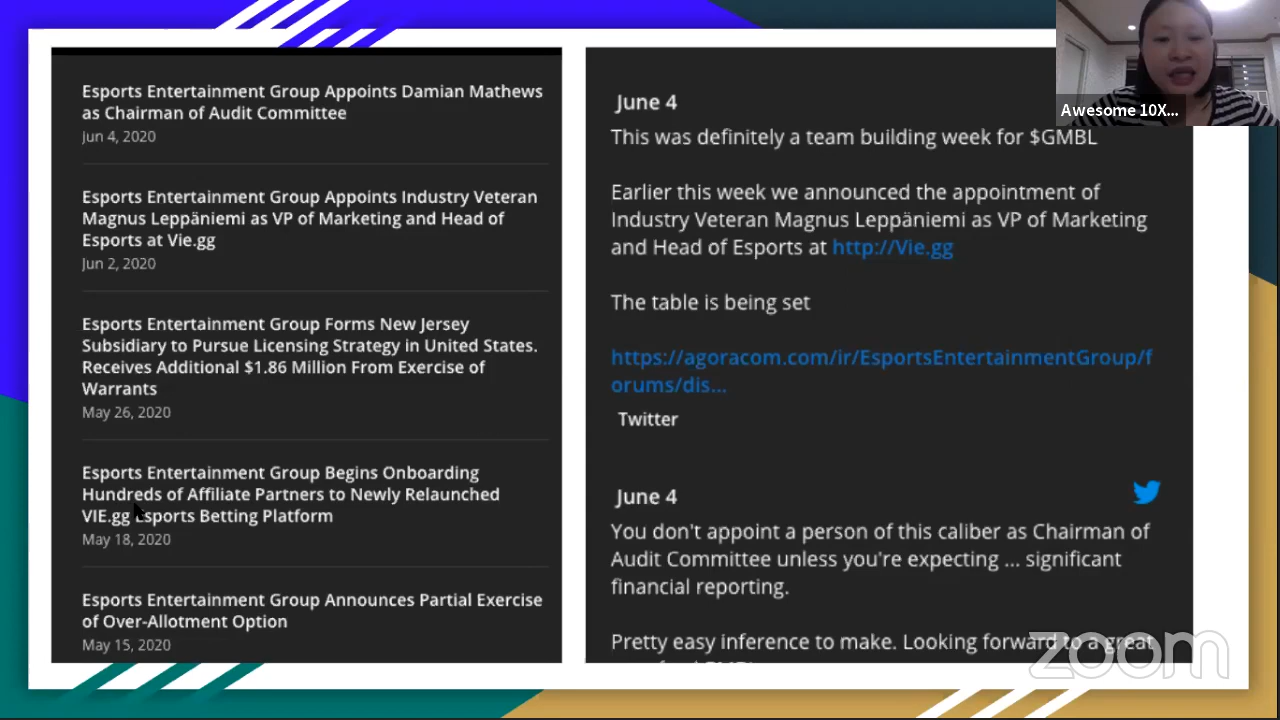 Esports Entertainment Group Appoints Damian Mathews
as Chairman of Audit Committee
Jun 4, 2020
Esports Entertainment Group Appoints Industry Veteran
Magnus Leppäniemi as VP of Marketing and Head of
Esports at Vie.gg
Jun 2, 2020
Esports Entertainment Group Forms New Jersey
Subsidiary to Pursue Licensing Strategy in United States.
Receives Additional $1.86 Million From Exercise of
Warrants
May 26, 2020
Esports Entertainment Group Begins Onboarding
Hundreds of Affiliate Partners to Newly Relaunched
VIE.gg Esports Betting Platform
May 18, 2020
Esports Entertainment Group Announces Partial Exercise
of Over-Allotment Option
May 15, 2020
June 4
This was definitely a team building week for $GMBL
Earlier this week we announced the appointment of
Industry Veteran Magnus Leppäniemi as VP of Marketing
and Head of Esports at http://Vie.gg
The table is being set
https://agoracom.com/ir/EsportsEntertainmentGroup/f
orums/dis...
Twitter
June 4
You don't appoint a person of this caliber as Chairman of
Audit Committee unless you're expecting ... significant
financial reporting.
Pretty easy inference to make. Looking forward to a great
Awesome 10X...
zoom